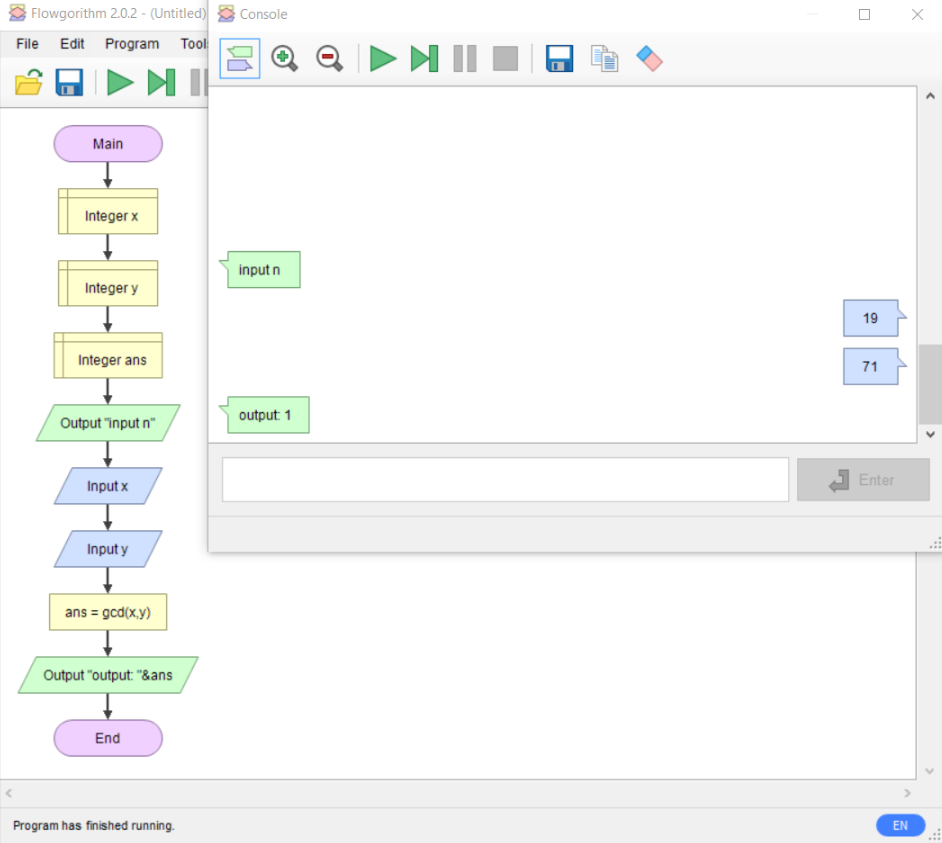 Flowgorithm 2.0.2 - (Untitled)
File Edit Program
Main
Integer x
Integer y
Integer ans
Output "input n"
Input x
Input y
ans = gcd(x,y)
Output "output: "&ans
End
Program has finished running.
EN
Console
input n
19
71
output: 1
Enter